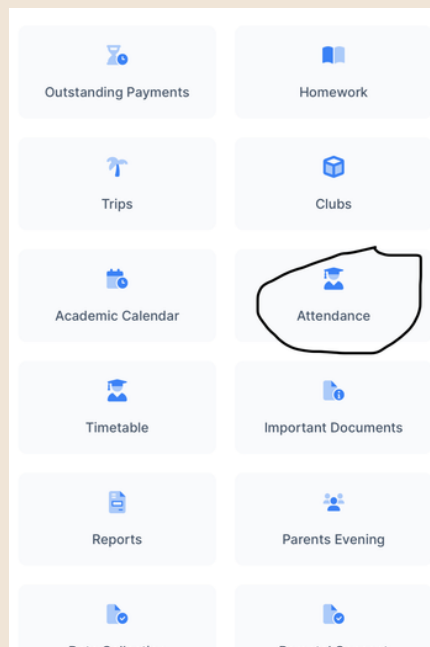 Outstanding Payments
Homework
Trips
Clubs
Academic Calendar
Attendance
Timetable
Important Documents
Reports
Parents Evening